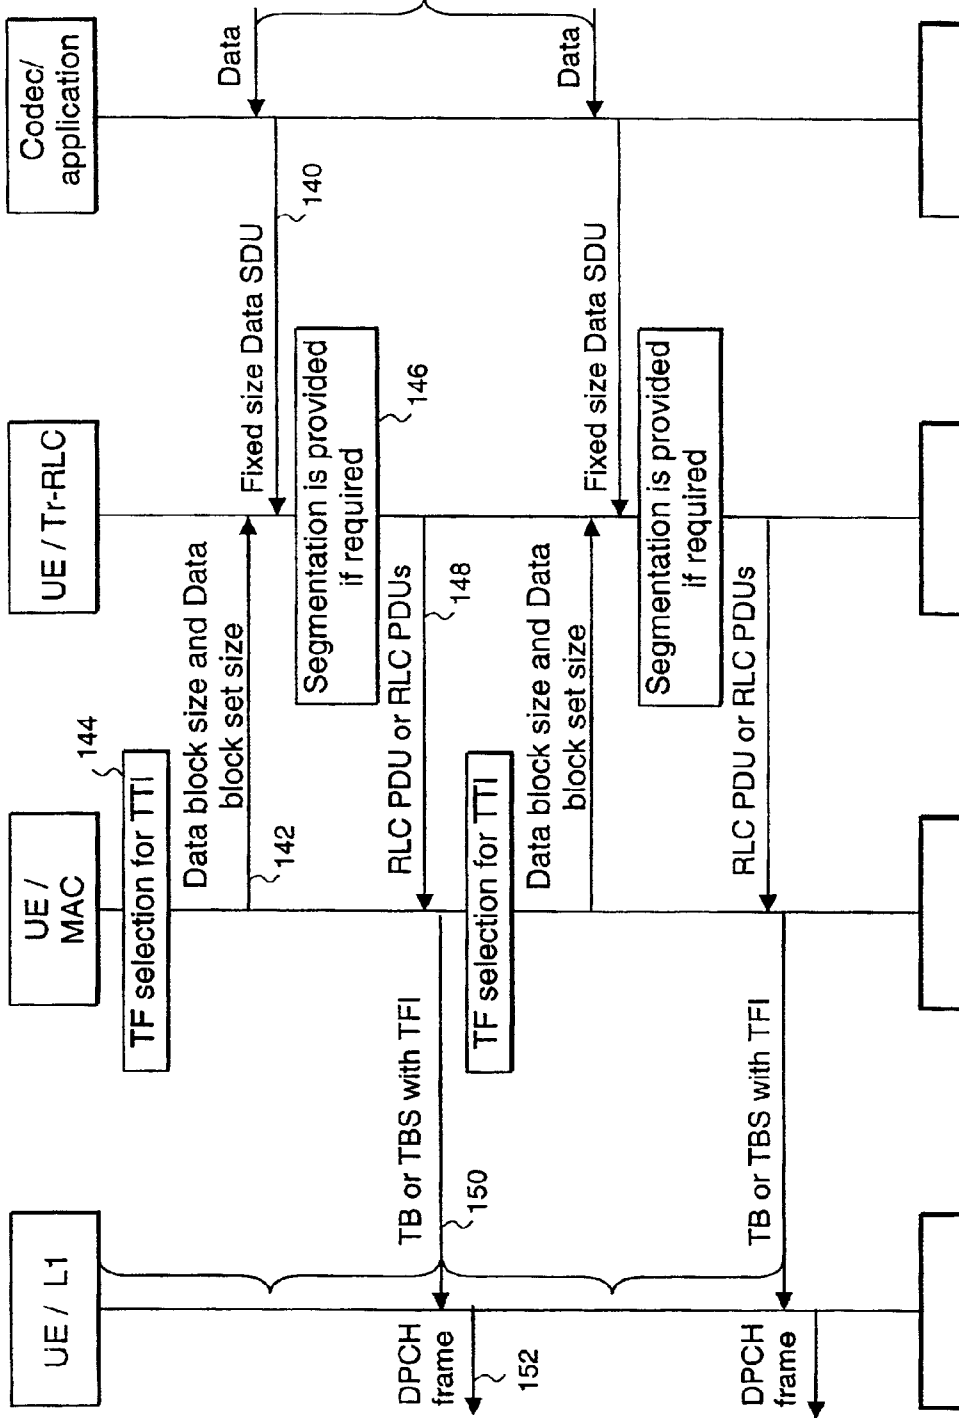 UE / L1
UE /
MAC
UE / Tr-RLC
Codec/
application
TF selection for TTI
144
Data block size and Data
block set size
142
Data
Fixed size Data SDU
140
Segmentation is provided
if required
146
RLC PDU or RLC PDUs
148
TB or TBS with TFI
150
DPCH
frame
152
TF selection for TTI
Data block size and Data
block set size
Data
Fixed size Data SDU
Segmentation is provided
if required
RLC PDU or RLC PDUs
TB or TBS with TFI
DPCH
frame